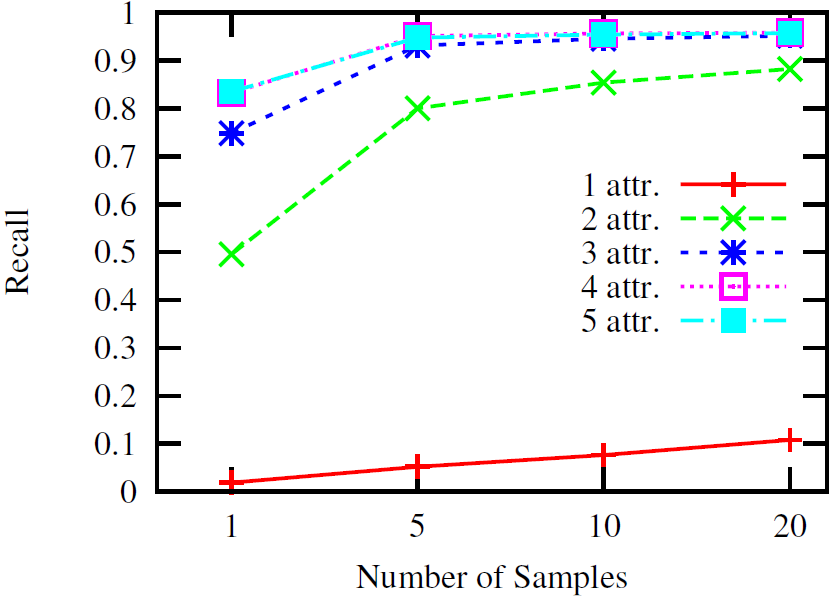 1
0.9
0.8
0.7
0.6
0.5
0.4
0.3
0.2
0.1
0
Recall
1 attr.
2 attr.
3 attr.
4 attr.
5 attr.
1 5 10 20
Number of Samples